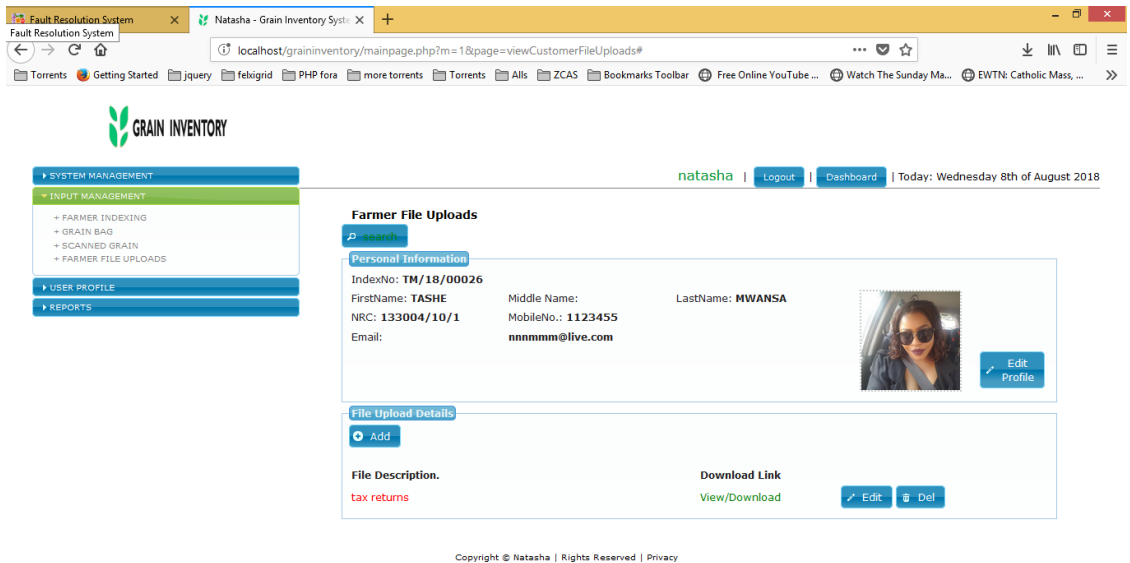 Fault Resolution System
Natasha - Grain Inventory Syste
Fault Resolution System
localhost/graininventory/mainpage.php?m=1&page=viewCustomerFileUploads#
Torrents Getting Started jquery felxigrid PHP fora more torrents Torrents Alls ZCAS Bookmarks Toolbar Free Online YouTube ... Watch The Sunday Ma... EWTN: Catholic Mass, ...
GRAIN INVENTORY
SYSTEM MANAGEMENT
natasha | Logout | Dashboard | Today: Wednesday 8th of August 2018
INPUT MANAGEMENT
+ FARMER INDEXING
+ GRAIN BAG
+ SCANNED GRAIN
+ FARMER FILE UPLOADS
USER PROFILE
REPORTS
Farmer File Uploads
search
Personal Information
IndexNo: TM/18/00026
FirstName: TASHE Middle Name: LastName: MWANSA
NRC: 133004/10/1 MobileNo.: 1123455
Email: nnnmmm@live.com
Edit
Profile
File Upload Details
Add
File Description. Download Link
tax returns View/Download Edit Del
Copyright © Natasha | Rights Reserved | Privacy